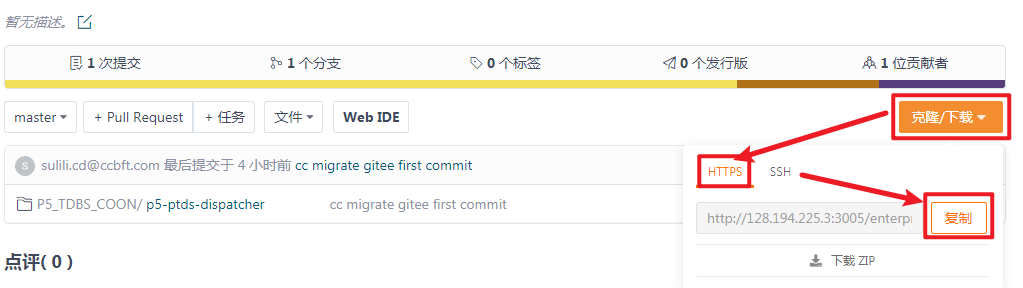 暂无描述。
1 次提交 1 个分支 0 个标签 0 个发行版 1 位贡献者
master + Pull Request + 任务 文件 Web IDE 克隆/下载
S sulili.cd@ccbft.com 最后提交于 4 小时前 cc migrate gitee first commit
HTTPS SSH
P5_TDBS_COON/ p5-ptds-dispatcher cc migrate gitee first commit
http://128.194.225.3:3005/enterpr 复制
下载 ZIP
点评( 0 )